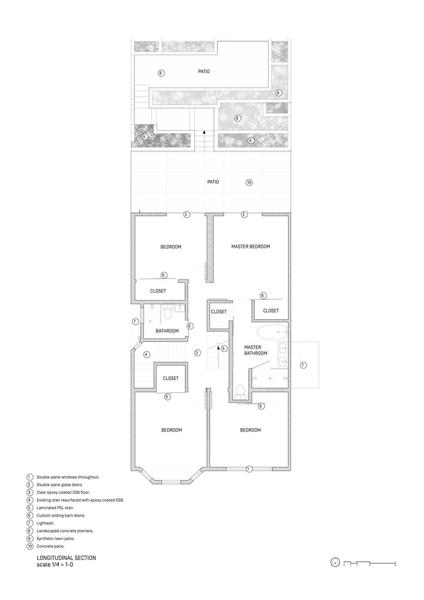 9
PATIO
9
8
8
8
PATIO
10
2
2
BEDROOM
MASTER BEDROOM
6
CLOSET
6
CLOSET
CLOSET
7
6
BATHROOM
MASTER
BATHROOM
4
3
5
7
CLOSET
6
6
BEDROOM
BEDROOM
1
1 Double-pane windows throughout.
2 Double-pane glass doors.
3 Clear epoxy coated OSB floor.
4 Existing stair resurfaced with epoxy coated OSB.
5 Laminated PSL stair.
6 Custom sliding barn doors.
7 Lightwell.
8 Landscaped concrete planters.
9 Synthetic lawn patio.
10 Concrete patio.
LONGITUDINAL SECTION
scale 1/4 = 1-0